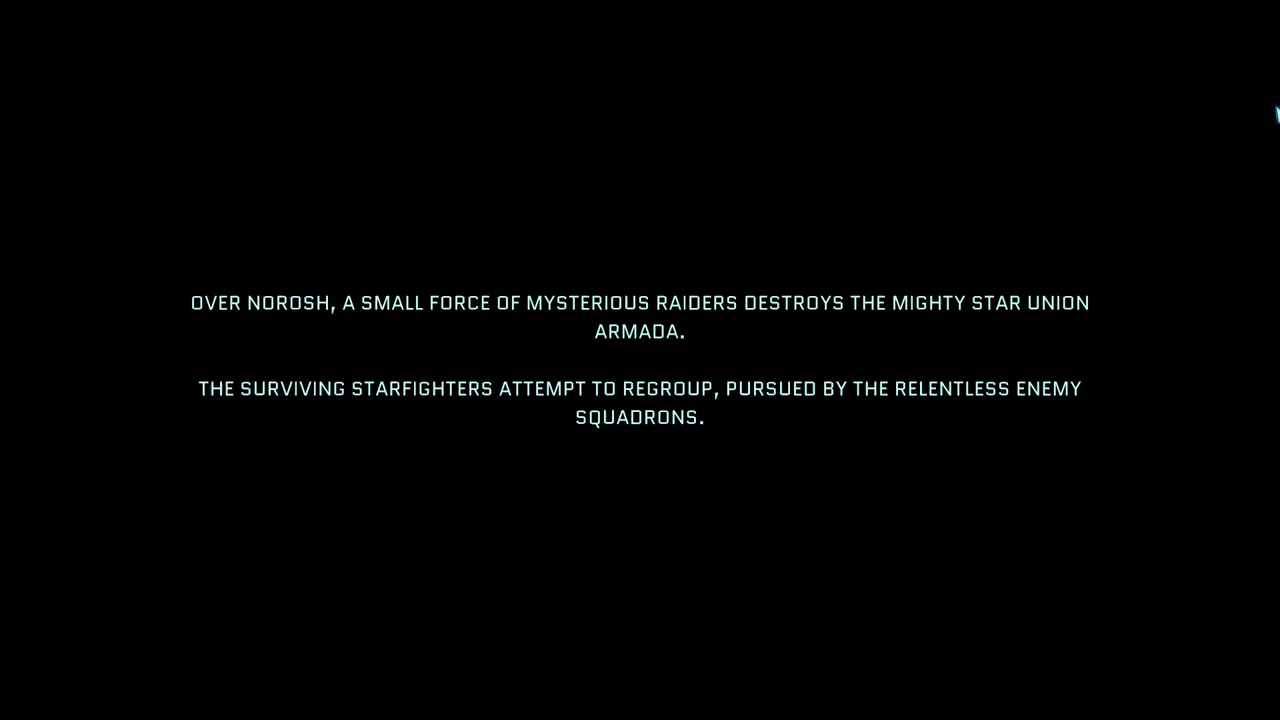 OVER NOROSH, A SMALL FORCE OF MYSTERIOUS RAIDERS DESTROYS THE MIGHTY STAR UNION
ARMADA.
THE SURVIVING STARFIGHTERS ATTEMPT TO REGROUP, PURSUED BY THE RELENTLESS ENEMY
SQUADRONS.